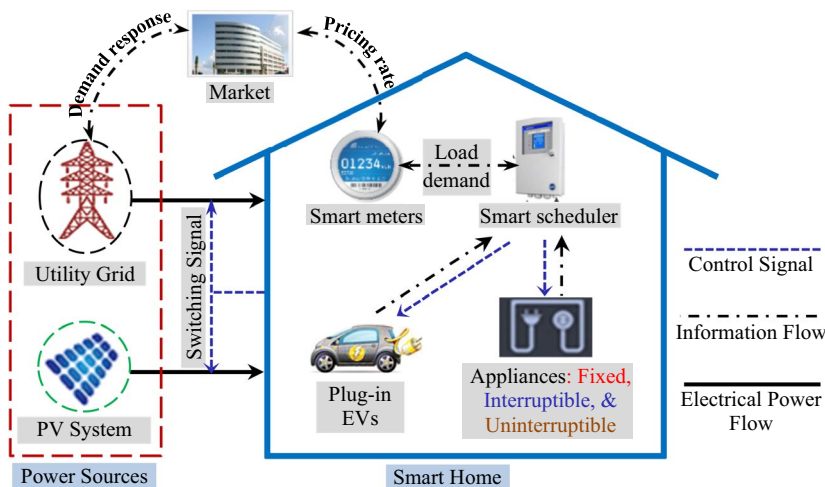 Demand response
Pricing rate
Market
Load
demand
01234
Smart meters
Smart scheduler
Utility Grid
Switching Signal
Control Signal
Information Flow
Plug-in
EVs
Appliances: Fixed,
Interruptible, &
Uninterruptible
Electrical Power
Flow
PV System
Power Sources
Smart Home